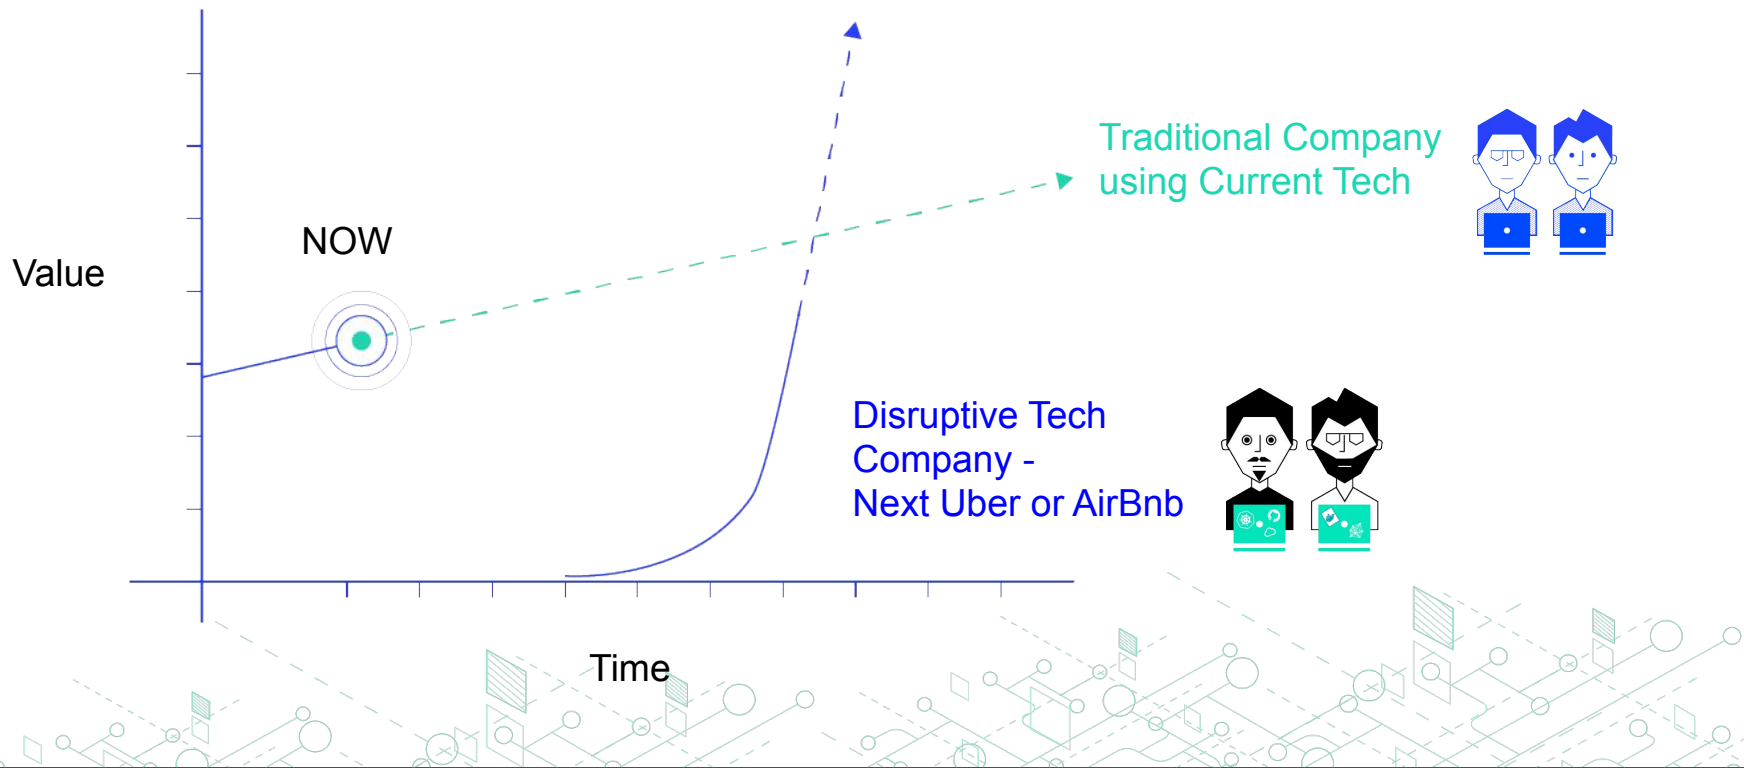 NOW
Value
Traditional Company
using Current Tech
Disruptive Tech
Company -
Next Uber or AirBnb
Time